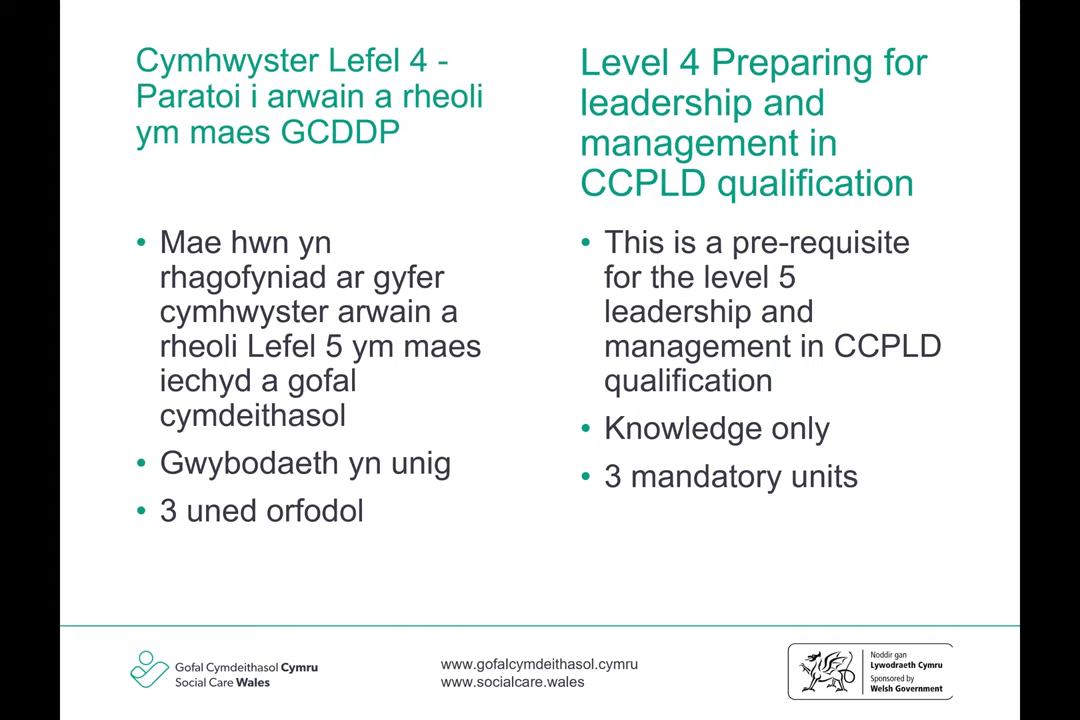 Cymhwyster Lefel 4 -
Paratoi i arwain a rheoli
ym maes GCDDP
• Mae hwn yn
rhagofyniad ar gyfer
cymhwyster arwain a
rheoli Lefel 5 ym maes
iechyd a gofal
cymdeithasol
• Gwybodaeth yn unig
• 3 uned orfodol
Level 4 Preparing for
leadership and
management in
CCPLD qualification
• This is a pre-requisite
for the level 5
leadership and
management in CCPLD
qualification
• Knowledge only
• 3 mandatory units
Gofal Cymdeithasol Cymru
Social Care Wales
www.gofalcymdeithasol.cymru
www.socialcare.wales
Noddir gan
Lywodraeth Cymru
Sponsored by
Welsh Government